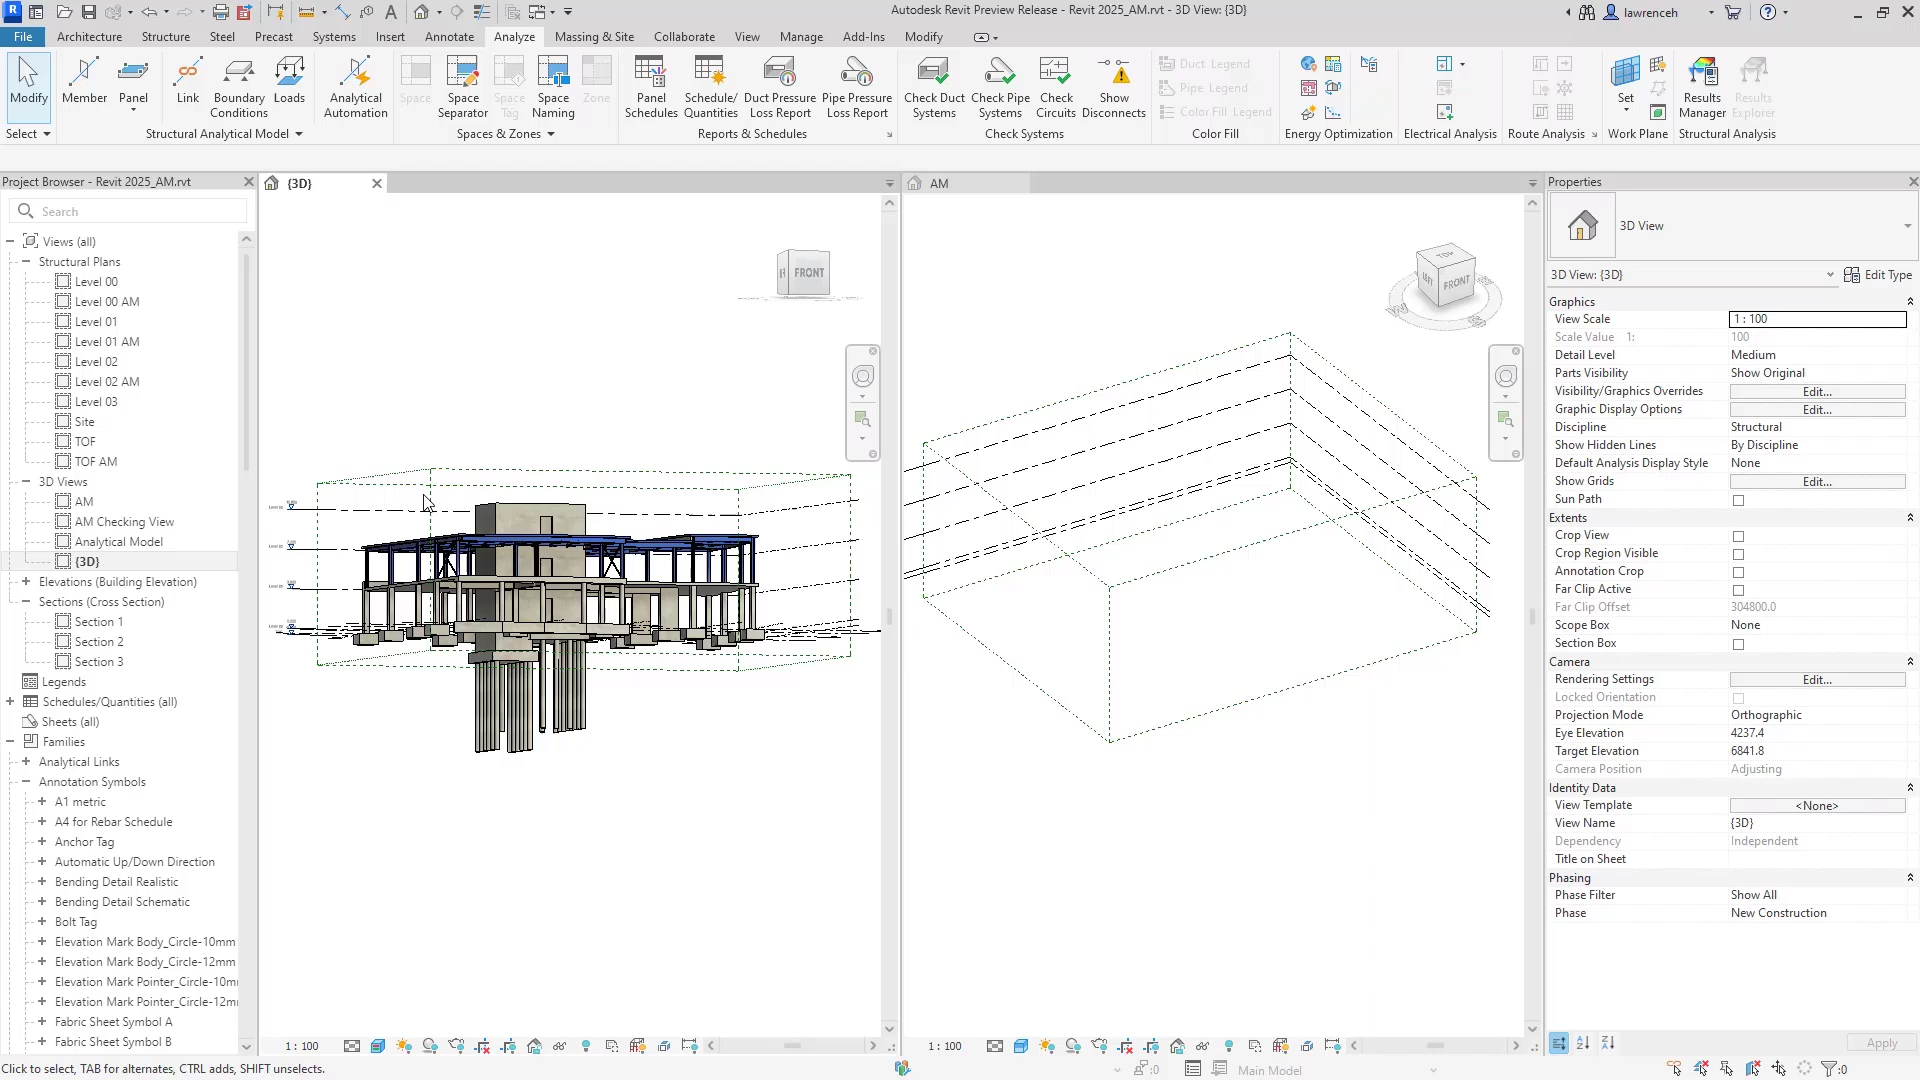 Autodesk Revit Preview Release - Revit 2025_AM.rvt - 3D View: {3D}
lawrenceh
File Architecture Structure Steel Precast Systems Insert Annotate Analyze Massing & Site Collaborate View Manage Add-Ins Modify
Modify
Member
Panel
Link
Boundary Conditions
Loads
Analytical Automation
Space
Space Separator
Space Tag
Space Naming
Zone
Panel Schedules
Schedule/ Quantities
Duct Pressure Loss Report
Pipe Pressure Loss Report
Check Duct Systems
Check Pipe Systems
Check Circuits
Show Disconnects
Duct Legend
Pipe Legend
Color Fill Legend
Set
Results Manager
Results Explorer
Select
Structural Analytical Model
Spaces & Zones
Reports & Schedules
Check Systems
Color Fill
Energy Optimization
Electrical Analysis
Route Analysis
Work Plane
Structural Analysis
Project Browser - Revit 2025_AM.rvt
Search
Views (all)
Structural Plans
Level 00
Level 00 AM
Level 01
Level 01 AM
Level 02
Level 02 AM
Level 03
Site
TOF
TOF AM
3D Views
AM
AM Checking View
Analytical Model
{3D}
Elevations (Building Elevation)
Sections (Cross Section)
Section 1
Section 2
Section 3
Legends
Schedules/Quantities (all)
Sheets (all)
Families
Analytical Links
Annotation Symbols
A1 metric
A4 for Rebar Schedule
Anchor Tag
Automatic Up/Down Direction
Bending Detail Realistic
Bending Detail Schematic
Bolt Tag
Elevation Mark Body_Circle-10mm
Elevation Mark Body_Circle-12mm
Elevation Mark Pointer_Circle-10m
Elevation Mark Pointer_Circle-12m
Fabric Sheet Symbol A
Fabric Sheet Symbol B
{3D}
FRONT
1 : 100
AM
TOP
LEFT
FRONT
1 : 100
Properties
3D View
3D View: {3D}
Edit Type
Graphics
View Scale 1 : 100
Scale Value 1: 100
Detail Level Medium
Parts Visibility Show Original
Visibility/Graphics Overrides Edit...
Graphic Display Options Edit...
Discipline Structural
Show Hidden Lines By Discipline
Default Analysis Display Style None
Show Grids Edit...
Sun Path
Extents
Crop View
Crop Region Visible
Annotation Crop
Far Clip Active
Far Clip Offset 304800.0
Scope Box None
Section Box
Camera
Rendering Settings Edit...
Locked Orientation
Projection Mode Orthographic
Eye Elevation 4237.4
Target Elevation 6841.8
Camera Position Adjusting
Identity Data
View Template <None>
View Name {3D}
Dependency Independent
Title on Sheet
Phasing
Phase Filter Show All
Phase New Construction
Apply
Click to select, TAB for alternates, CTRL adds, SHIFT unselects.
:0
Main Model
:0